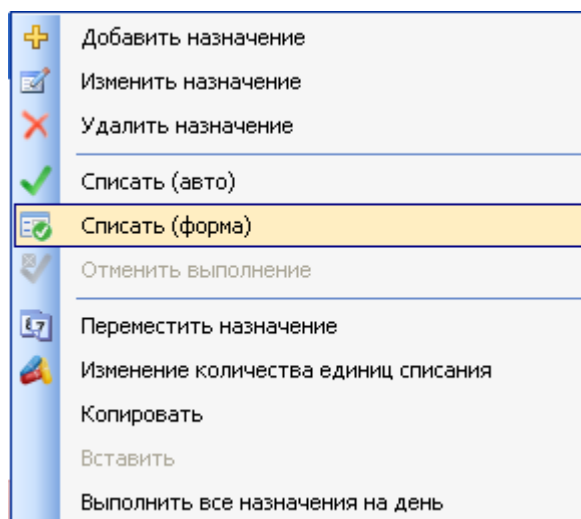 Добавить назначение
Изменить назначение
Удалить назначение
Списать (авто)
Списать (форма)
Отменить выполнение
Переместить назначение
Изменение количества единиц списания
Копировать
Вставить
Выполнить все назначения на день